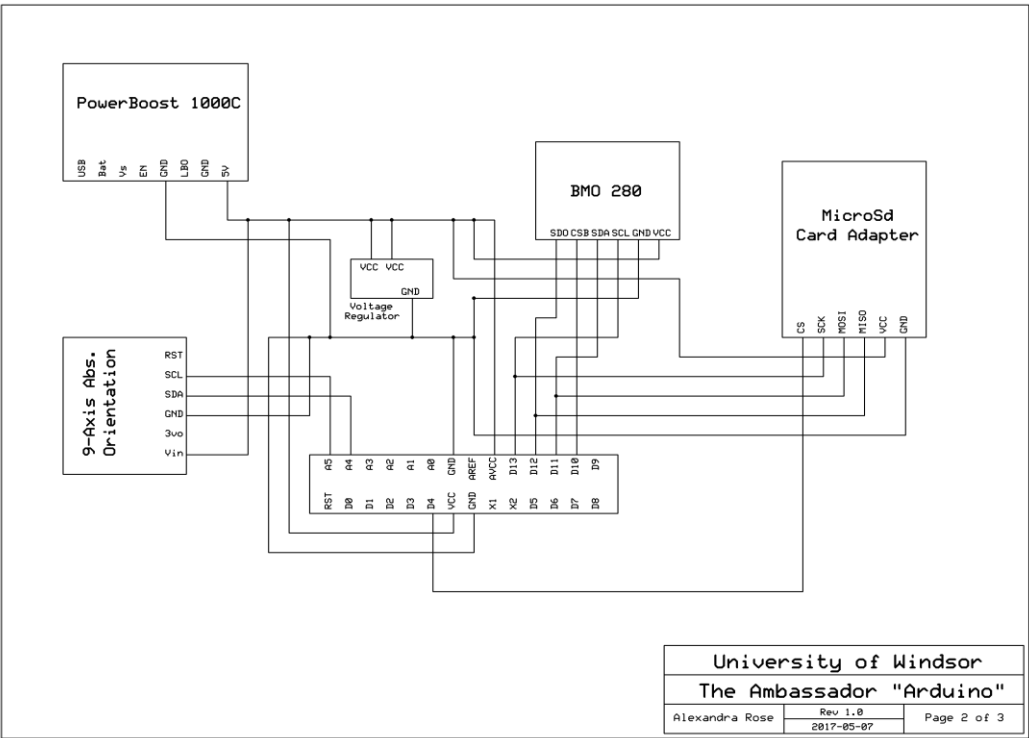 PowerBoost 1000C
USB
Bat
Vs
EN
GND
LBO
GND
5V
BMO 280
SDO CSB SDA SCL GND VCC
MicroSd
Card Adapter
CS
SCK
MOSI
MISO
VCC
GND
VCC VCC
GND
Voltage
Regulator
9-Axis Abs.
Orientation
RST
SCL
SDA
GND
3vo
Vin
A5
A4
A3
A2
A1
A0
GND
AREF
AVCC
D13
D12
D11
D10
D9
RST
D0
D1
D2
D3
D4
VCC
GND
X1
X2
D5
D6
D7
D8
University of Windsor
The Ambassador "Arduino"
Alexandra Rose
Rev 1.0
2017-05-07
Page 2 of 3